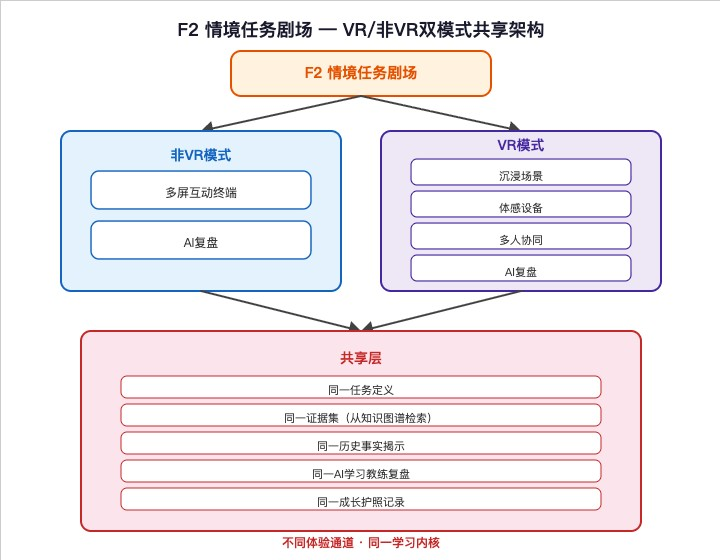 F2 情境任务剧场 — VR/非VR双模式共享架构
F2 情境任务剧场
非VR模式
多屏互动终端
AI复盘
VR模式
沉浸场景
体感设备
多人协同
AI复盘
共享层
同一任务定义
同一证据集（从知识图谱检索）
同一历史事实揭示
同一AI学习教练复盘
同一成长护照记录
不同体验通道 · 同一学习内核